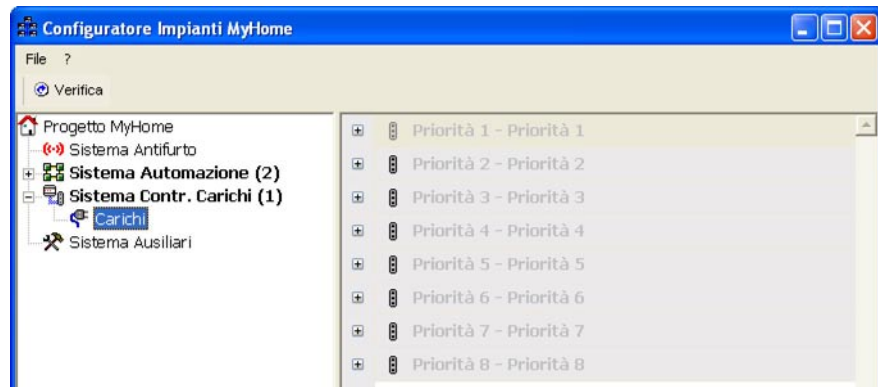 Configuratore Impianti MyHome
File ?
Verifica
Progetto MyHome
Sistema Antifurto
Sistema Automazione (2)
Sistema Contr. Carichi (1)
Carichi
Sistema Ausiliari
Priorità 1 - Priorità 1
Priorità 2 - Priorità 2
Priorità 3 - Priorità 3
Priorità 4 - Priorità 4
Priorità 5 - Priorità 5
Priorità 6 - Priorità 6
Priorità 7 - Priorità 7
Priorità 8 - Priorità 8